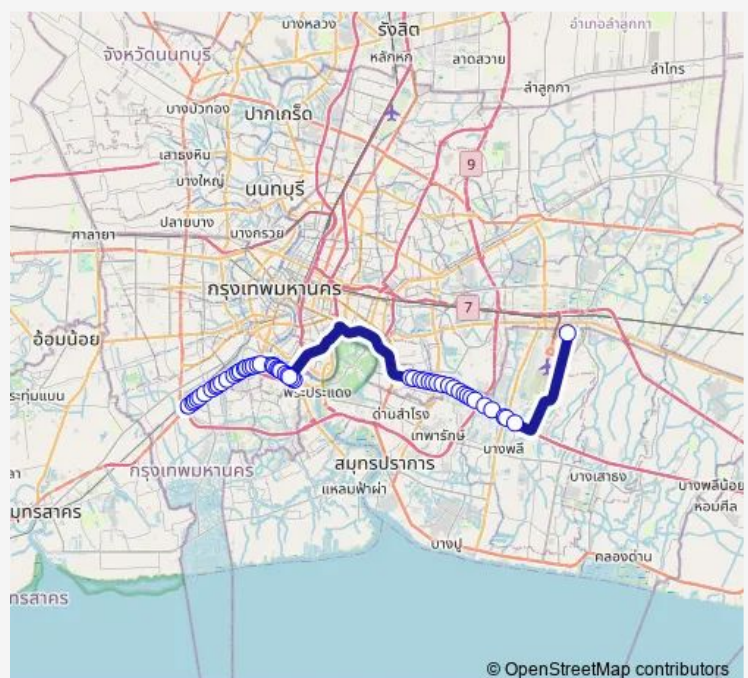 บางหลวง
รังสิต
อำเภอลำลูกกา
จังหวัดนนทบุรี
หลักหก
ลาดสวาย
ลำไทร
ลำลูกกา
บางบัวทอง
ปากเกร็ด
เสาธงหิน
9
บางใหญ่
นนทบุรี
ปลายบาง
ศาลายา
บางกรวย
กรุงเทพมหานคร
7
อ้อมน้อย
พระประแดง
ระทุ่มแบน
ด่านสำโรง
เทพารักษ์
บางพลี
กรุงเทพมหานคร
สมุทรปราการ
บางเสาธง
บางพลีน้อย
แหลมฟ้าผ่า
หอมศีล
มุทรสาคร
บางปู
คลองด่าน
ทรสาคร
© OpenStreetMap contributors